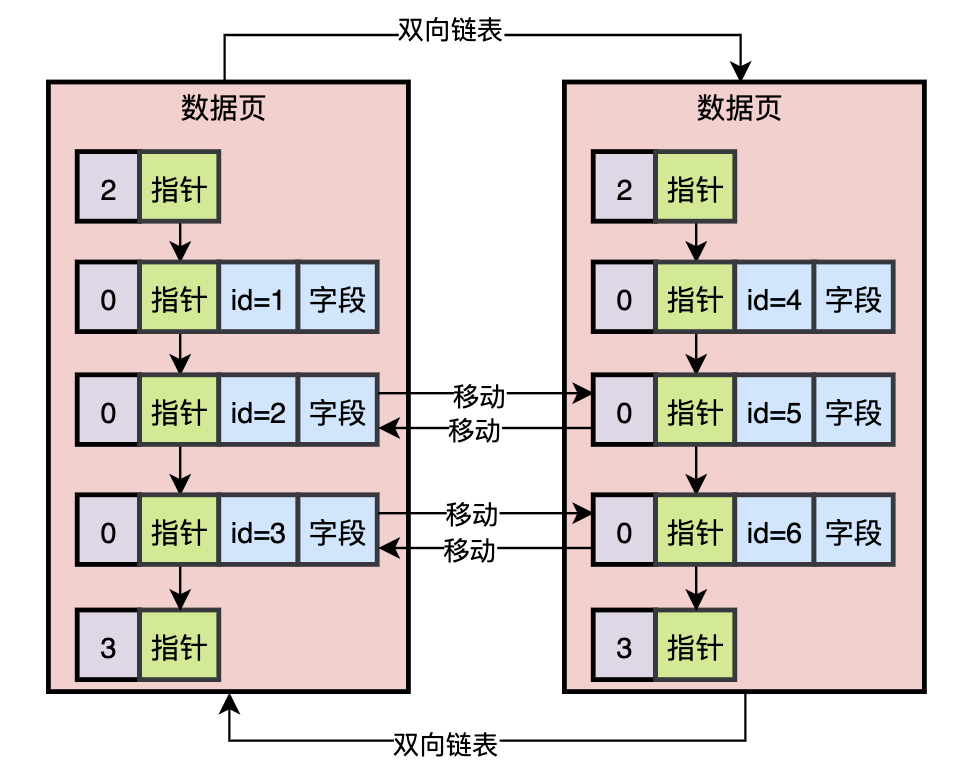 双向链表
数据页
2 指针
0 指针 id=1 字段
0 指针 id=2 字段
0 指针 id=3 字段
3 指针
移动
移动
移动
移动
数据页
2 指针
0 指针 id=4 字段
0 指针 id=5 字段
0 指针 id=6 字段
3 指针
双向链表